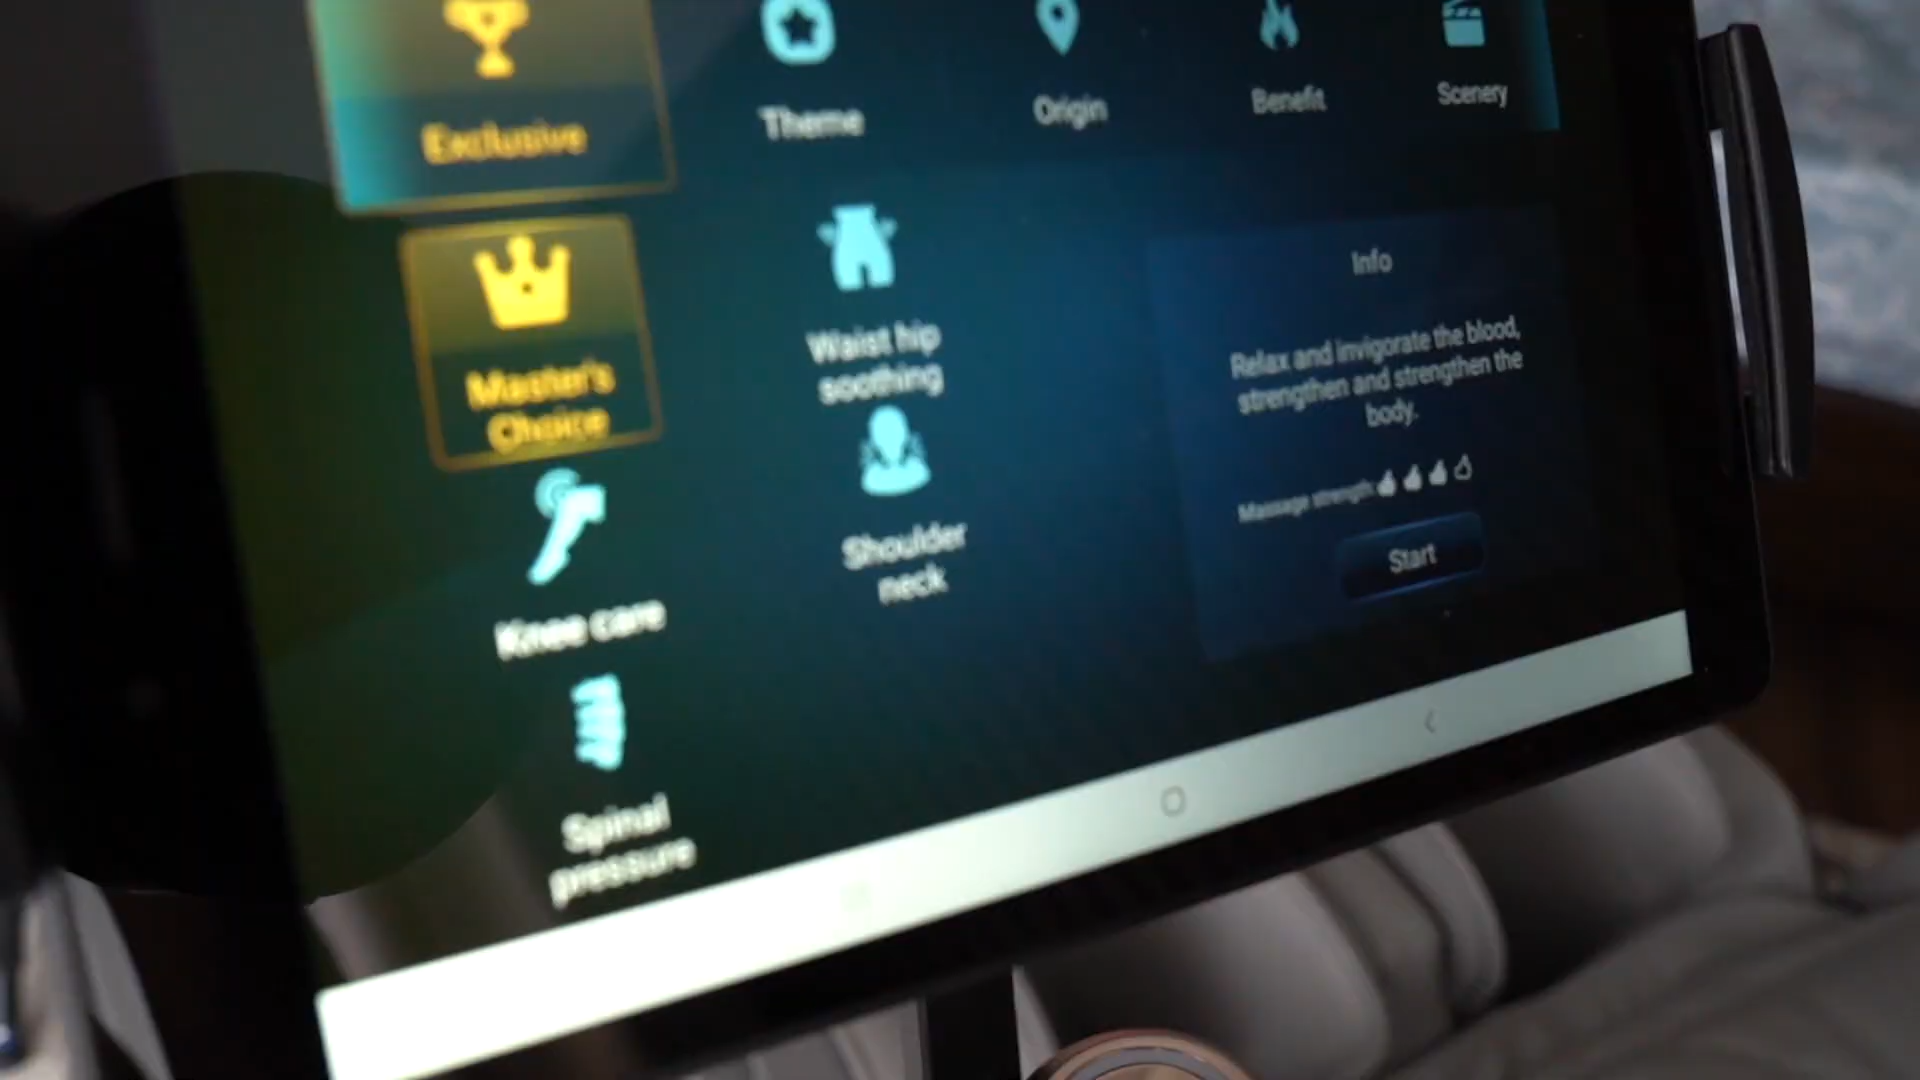 Exclusive
Theme
Origin
Benefit
Scenery
Master's
Choice
Waist hip
soothing
Knee care
Shoulder
neck
Spinal
pressure
Info
Relax and invigorate the blood,
strengthen and strengthen the
body.
Massage strength
Start